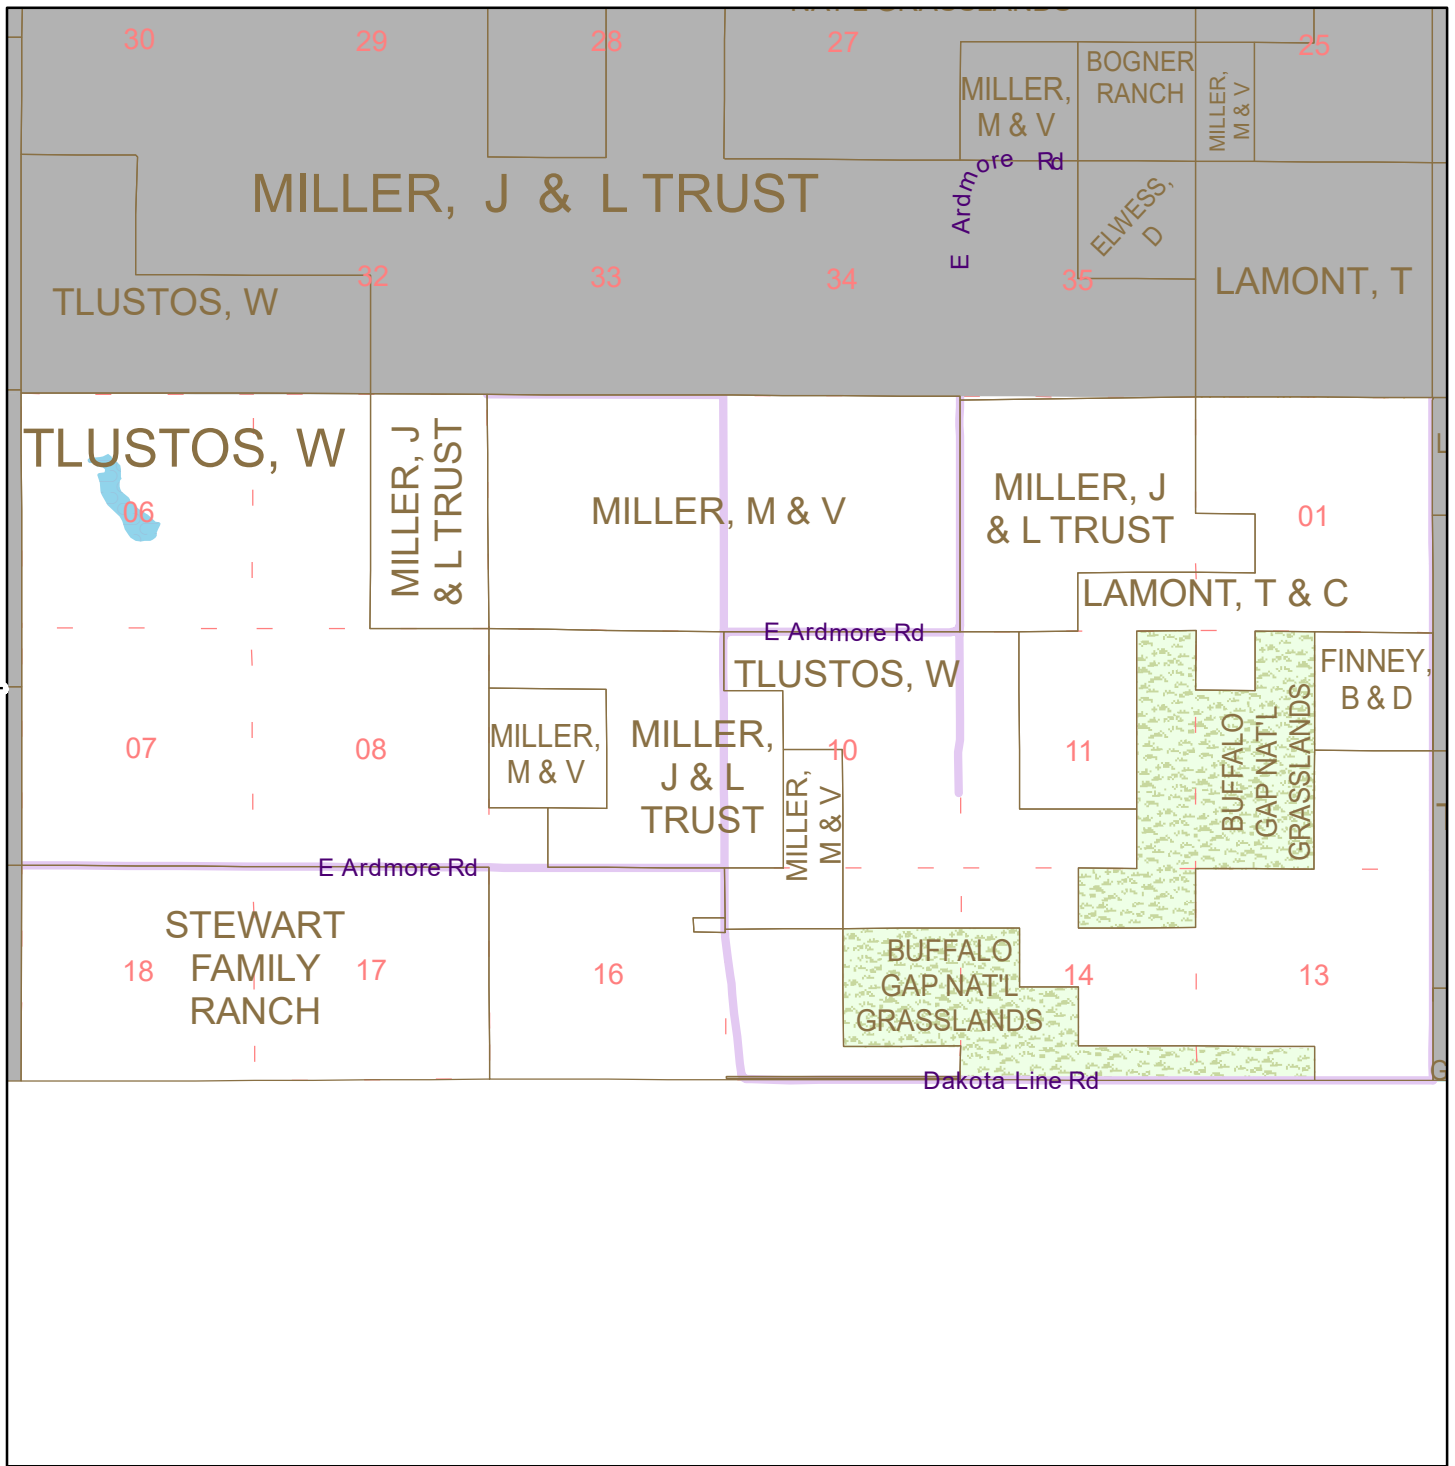 30
29
28
27
25
MILLER,
M & V
BOGNER
RANCH
MILLER,
M & V
E Ardmore Rd
MILLER, J & L TRUST
ELWESS,
D
32
33
34
35
TLUSTOS, W
LAMONT, T
TLUSTOS, W
06
MILLER, J
& L TRUST
MILLER, M & V
MILLER, J
& L TRUST
01
L
LAMONT, T & C
E Ardmore Rd
TLUSTOS, W
FINNEY,
B & D
07
08
MILLER,
M & V
MILLER,
J & L
TRUST
10
MILLER,
M & V
11
BUFFALO
GAP NAT'L
GRASSLANDS
E Ardmore Rd
STEWART
FAMILY
RANCH
18
17
16
BUFFALO
GAP NAT'L
GRASSLANDS
14
13
Dakota Line Rd
G